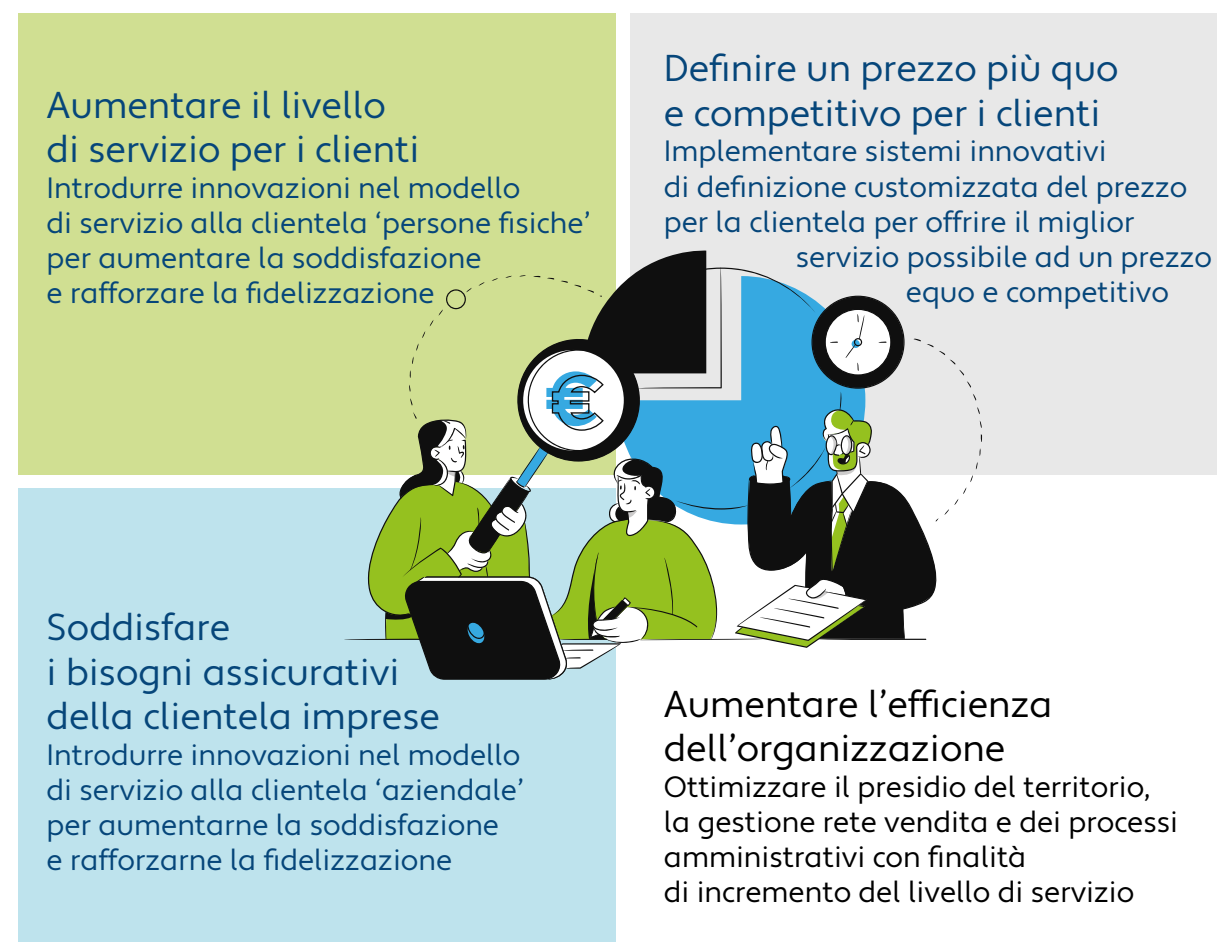 Aumentare il livello
di servizio per i clienti
Introdurre innovazioni nel modello
di servizio alla clientela ‘persone fisiche’
per aumentare la soddisfazione
e rafforzare la fidelizzazione
Definire un prezzo più quo
e competitivo per i clienti
Implementare sistemi innovativi
di definizione customizzata del prezzo
per la clientela per offrire il miglior
servizio possibile ad un prezzo
equo e competitivo
€
Soddisfare
i bisogni assicurativi
della clientela imprese
Introdurre innovazioni nel modello
di servizio alla clientela ‘aziendale’
per aumentarne la soddisfazione
e rafforzarne la fidelizzazione
Aumentare l’efficienza
dell’organizzazione
Ottimizzare il presidio del territorio,
la gestione rete vendita e dei processi
amministrativi con finalità
di incremento del livello di servizio